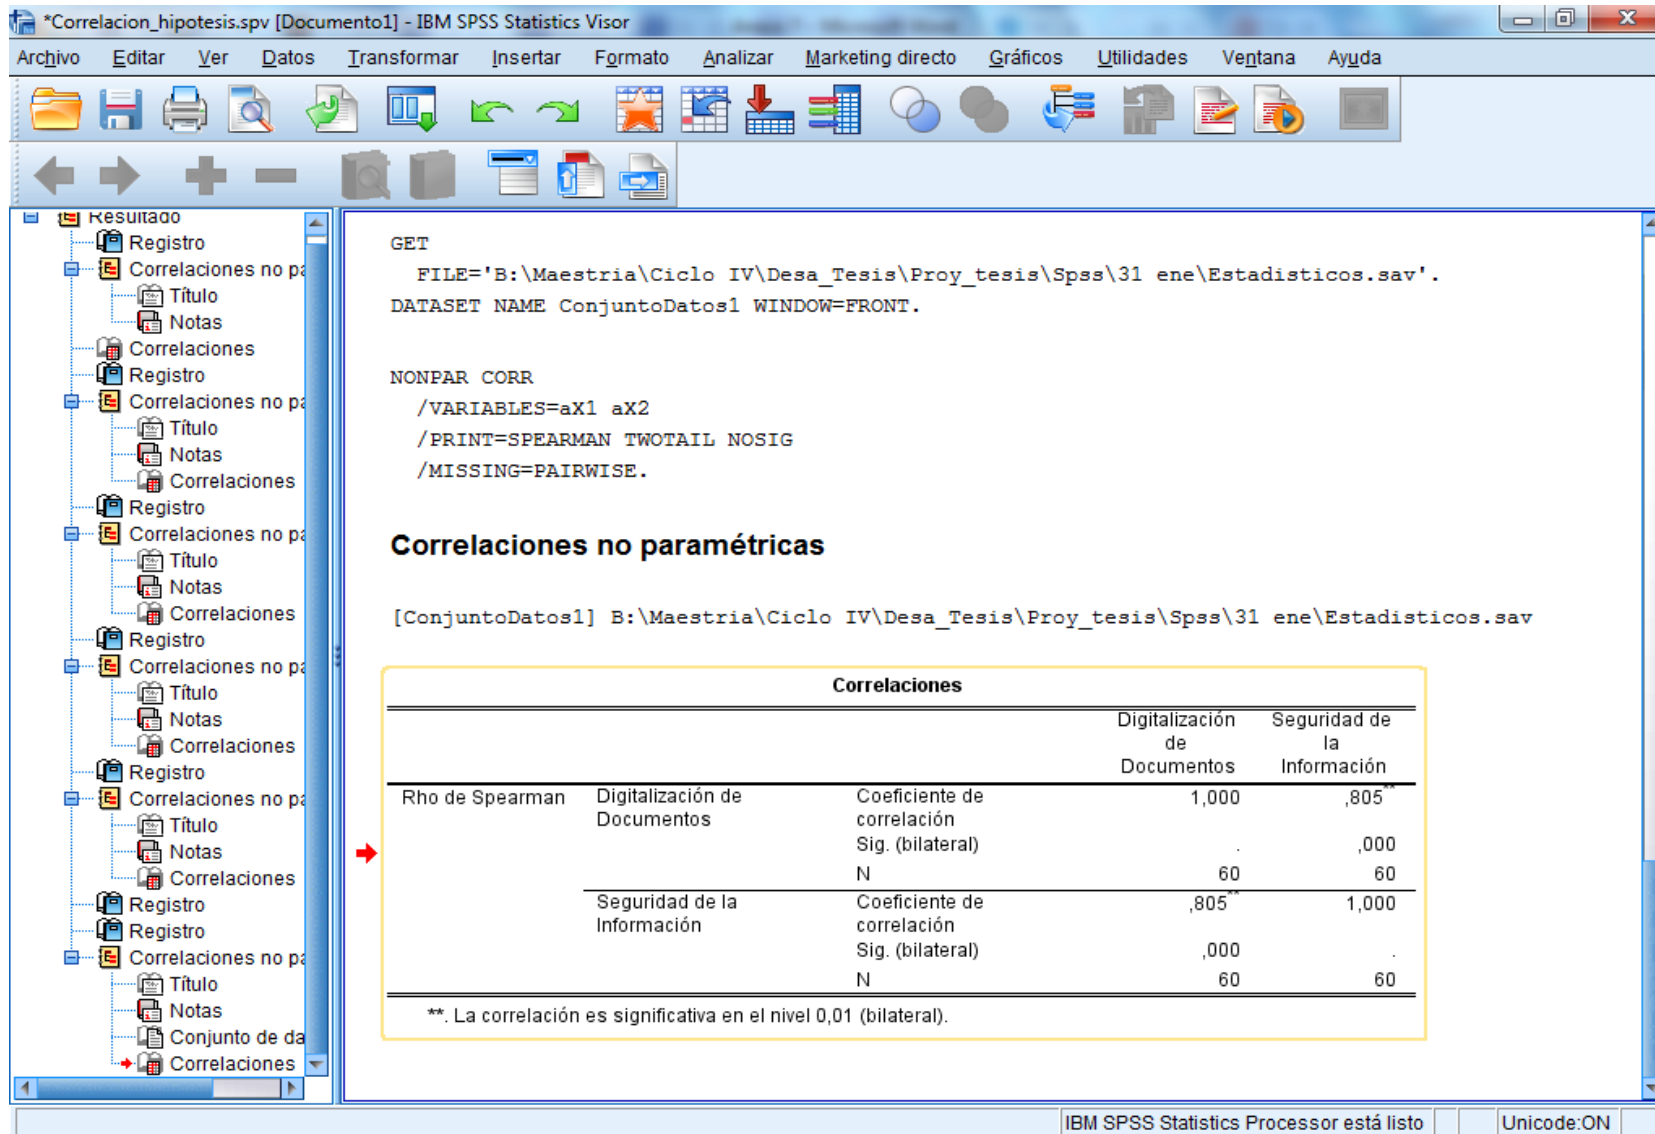 *Correlacion_hipotesis.spv [Documento1] - IBM SPSS Statistics Visor
Archivo Editar Ver Datos Transformar Insertar Formato Analizar Marketing directo Gráficos Utilidades Ventana Ayuda
Resultado
Registro
Correlaciones no pa
Título
Notas
Correlaciones
Registro
Correlaciones no pa
Título
Notas
Correlaciones
Registro
Correlaciones no pa
Título
Notas
Correlaciones
Registro
Correlaciones no pa
Título
Notas
Correlaciones
Registro
Correlaciones no pa
Título
Notas
Correlaciones
Registro
Registro
Correlaciones no pa
Título
Notas
Conjunto de da
Correlaciones
GET
FILE='B:\Maestria\Ciclo IV\Desa_Tesis\Proy_tesis\Spss\31 ene\Estadisticos.sav'.
DATASET NAME ConjuntoDatos1 WINDOW=FRONT.
NONPAR CORR
/VARIABLES=aX1 aX2
/PRINT=SPEARMAN TWOTAIL NOSIG
/MISSING=PAIRWISE.
Correlaciones no paramétricas
[ConjuntoDatos1] B:\Maestria\Ciclo IV\Desa_Tesis\Proy_tesis\Spss\31 ene\Estadisticos.sav
Correlaciones
Digitalización Seguridad de
de la
Documentos Información
Rho de Spearman Digitalización de Coeficiente de 1,000 ,805**
Documentos correlación
Sig. (bilateral) . ,000
N 60 60
Seguridad de la Coeficiente de ,805** 1,000
Información correlación
Sig. (bilateral) ,000 .
N 60 60
**. La correlación es significativa en el nivel 0,01 (bilateral).
IBM SPSS Statistics Processor está listo Unicode:ON